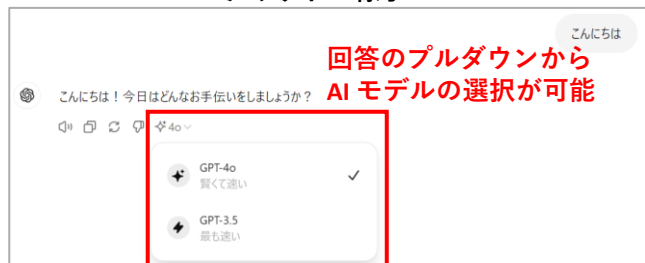 こんにちは
回答のプルダウンから
AI モデルの選択が可能
こんにちは！今日はどんなお手伝いをしましょうか？
4o
GPT-4o
賢くて速い
GPT-3.5
最も速い